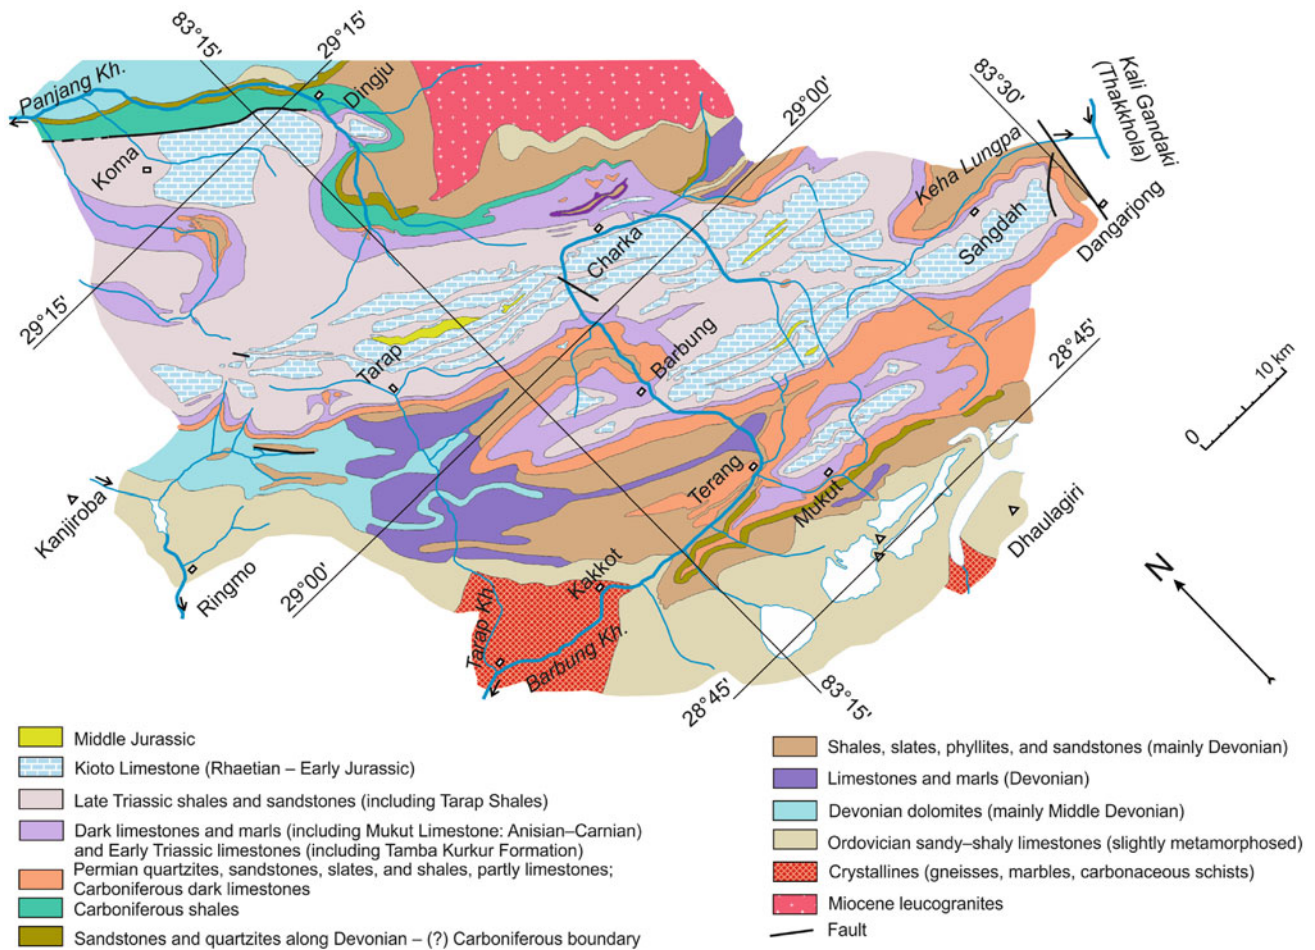 83°15'
29°15'
Panjang Kh.
Dingju
Koma
29°00'
83°30'
Kali Gandaki
(Thakkhola)
Keha Lungpa
Sangdah
Dangarjong
Charka
29°15'
Tarap
Barbung
28°45'
10 km
0
Terang
Mukut
Kanjiroba
Dhaulagiri
Ringmo
29°00'
Kakkot
N
Tarap Kh.
Barbung Kh.
28°45'
83°15'
Middle Jurassic
Kioto Limestone (Rhaetian – Early Jurassic)
Late Triassic shales and sandstones (including Tarap Shales)
Dark limestones and marls (including Mukut Limestone: Anisian–Carnian)
and Early Triassic limestones (including Tamba Kurkur Formation)
Permian quartzites, sandstones, slates, and shales, partly limestones;
Carboniferous dark limestones
Carboniferous shales
Sandstones and quartzites along Devonian – (?) Carboniferous boundary
Shales, slates, phyllites, and sandstones (mainly Devonian)
Limestones and marls (Devonian)
Devonian dolomites (mainly Middle Devonian)
Ordovician sandy–shaly limestones (slightly metamorphosed)
Crystallines (gneisses, marbles, carbonaceous schists)
Miocene leucogranites
Fault